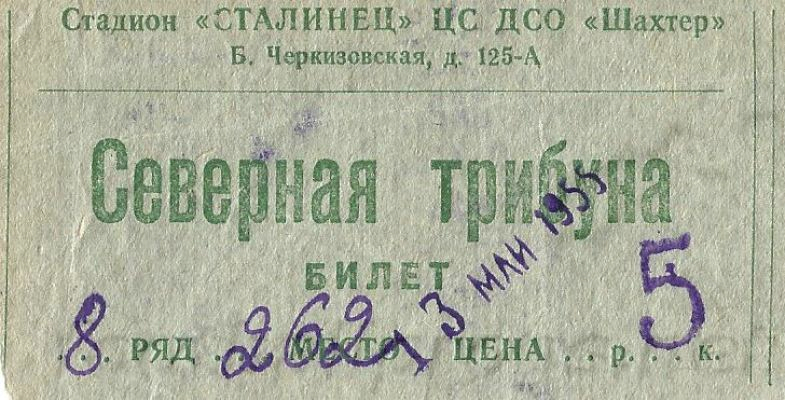 Стадион «СТАЛИНЕЦ» ЦС ДСО «Шахтер»
Б. Черкизовская, д. 125-А
Северная трибуна
БИЛЕТ
3 МАЯ 1955
8 РЯД 262 МЕСТО ЦЕНА . . р. . . к.
5